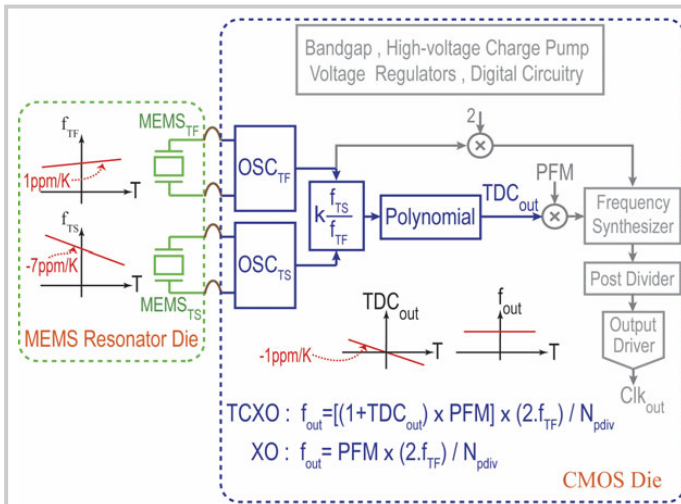 Bandgap , High-voltage Charge Pump
Voltage Regulators , Digital Circuitry
f_TF
MEMS_TF
1ppm/K
T
OSC_TF
2
×
PFM
f_TS
-7ppm/K
T
MEMS_TS
MEMS Resonator Die
OSC_TS
k f_TS / f_TF
Polynomial
TDC_out
×
Frequency
Synthesizer
Post Divider
Output
Driver
Clk_out
TDC_out
-1ppm/K
T
f_out
T
TCXO : f_out=[(1+TDC_out) x PFM] x (2.f_TF) / N_pdiv
XO : f_out= PFM x (2.f_TF) / N_pdiv
CMOS Die